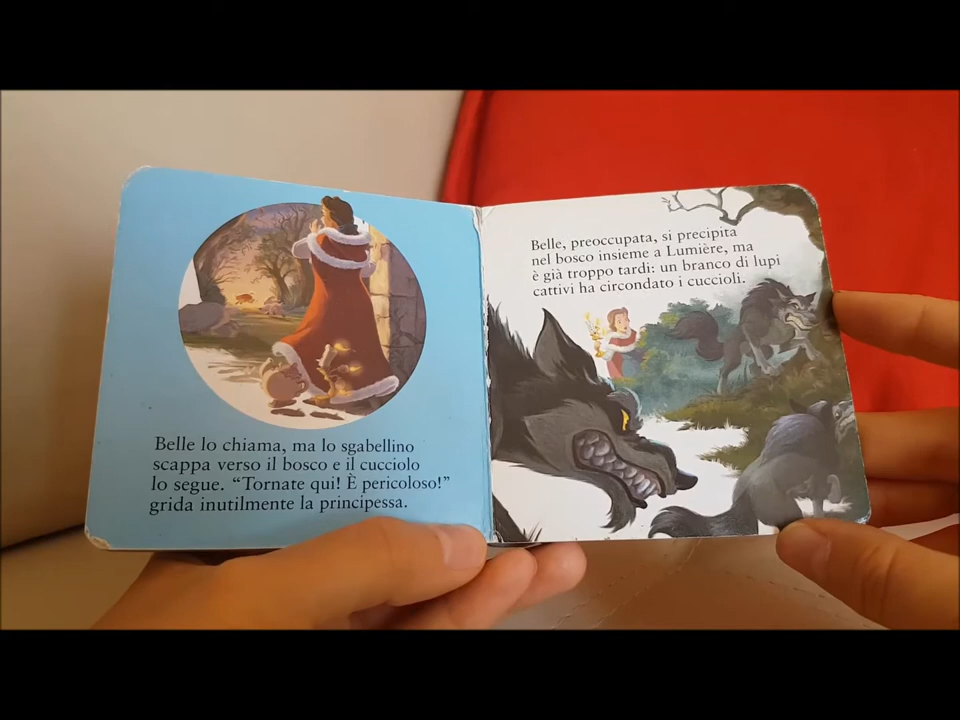 Belle lo chiama, ma lo sgabellino
scappa verso il bosco e il cucciolo
lo segue. “Tornate qui! È pericoloso!”
grida inutilmente la principessa.
Belle, preoccupata, si precipita
nel bosco insieme a Lumière, ma
è già troppo tardi: un branco di lupi
cattivi ha circondato i cuccioli.